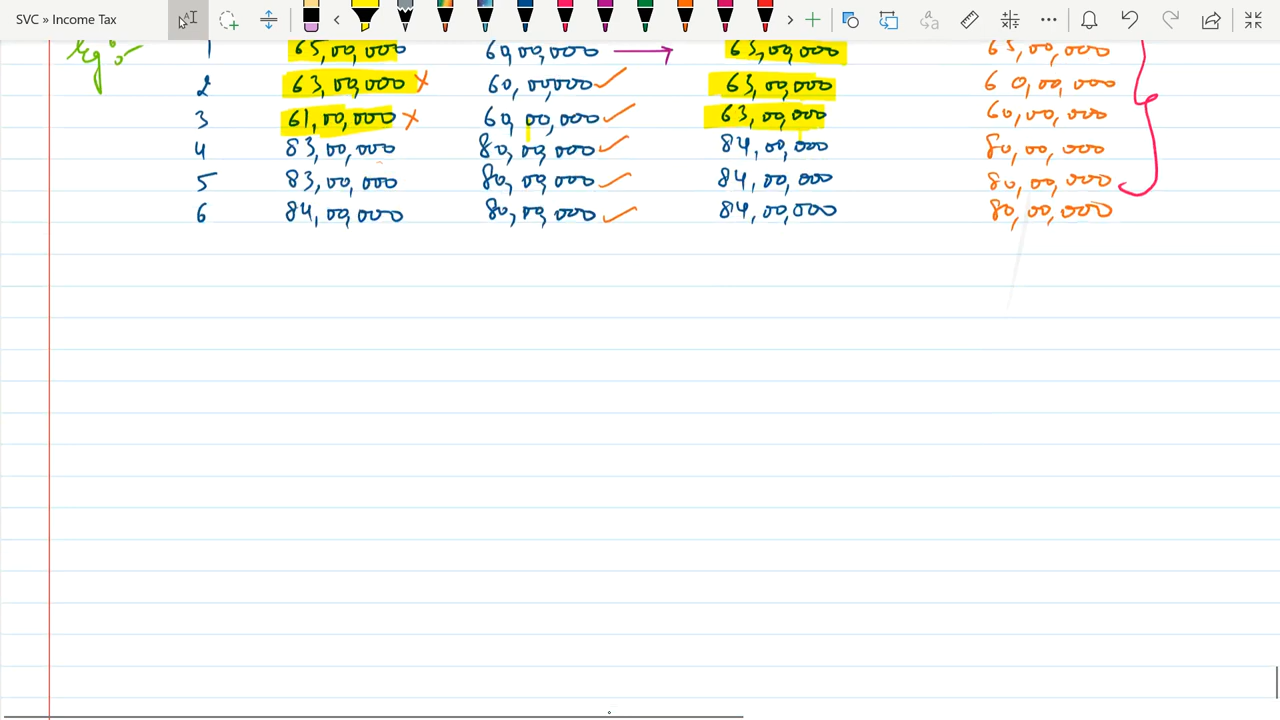 SVC » Income Tax
Eg: 1 65,00,000 60,00,000 → 63,00,000 63,00,000
2 63,00,000 ✗ 60,00,000 ✓ 63,00,000 60,00,000
3 61,00,000 ✗ 60,00,000 ✓ 63,00,000 60,00,000
4 83,00,000 80,00,000 ✓ 84,00,000 80,00,000
5 83,00,000 80,00,000 ✓ 84,00,000 80,00,000
6 84,00,000 80,00,000 ✓ 84,00,000 80,00,000